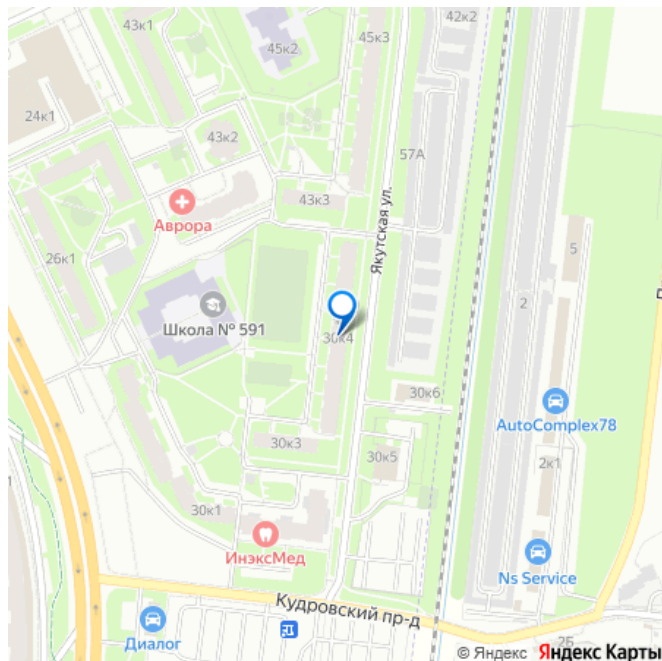 43к1
42к2
45к3
45к2
24к1
43к2
57А
43к3
Аврора
Якутская ул.
26к1
5
2
Школа № 591
30к4
30к6
AutoComplex78
30к3
30к5
2к1
30к1
ИнэксМед
Ns Service
Кудровский пр-д
Диалог
25
© Яндекс Яндекс Карты